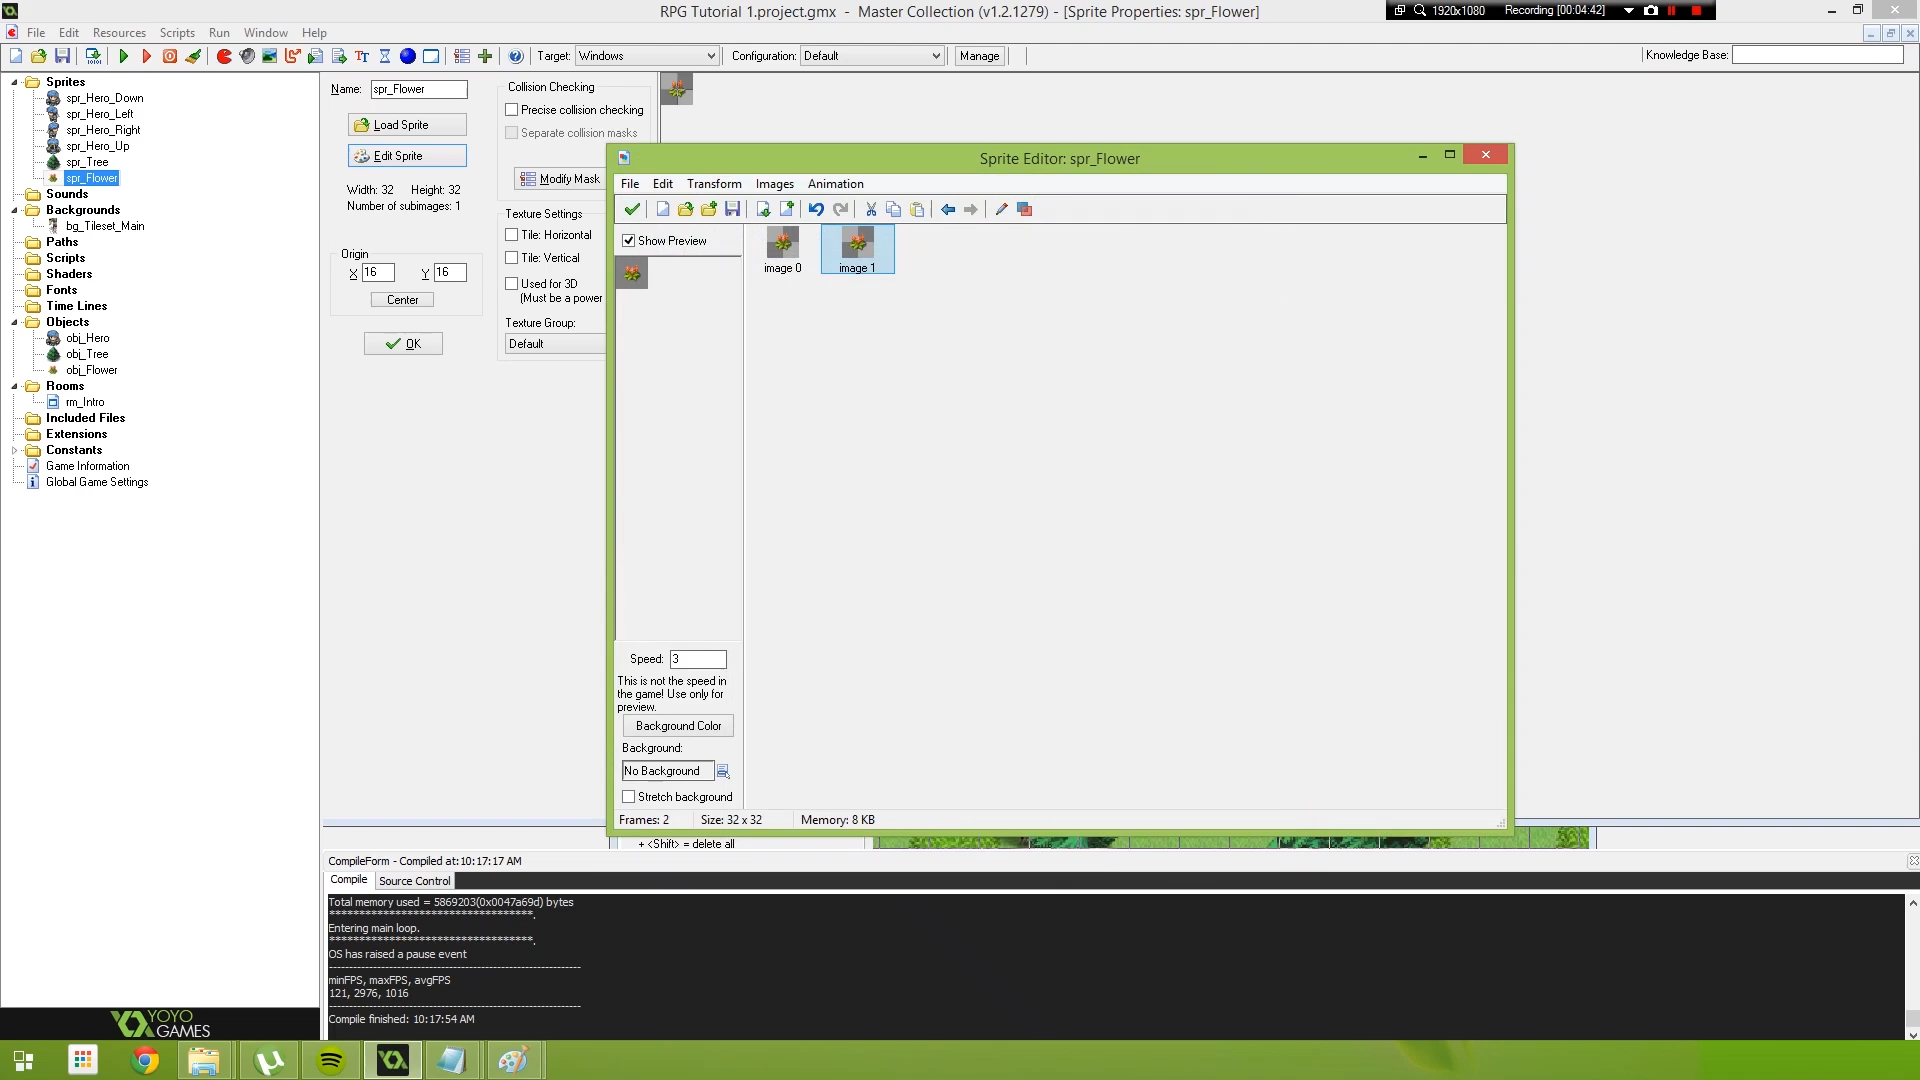 RPG Tutorial 1.project.gmx - Master Collection (v1.2.1279) - [Sprite Properties: spr_Flower]
1920x1080 Recording [00:04:42]
File Edit Resources Scripts Run Window Help
Target: Windows Configuration: Default Manage Knowledge Base:
Sprites
spr_Hero_Down
spr_Hero_Left
spr_Hero_Right
spr_Hero_Up
spr_Tree
spr_Flower
Sounds
Backgrounds
bg_Tileset_Main
Paths
Scripts
Shaders
Fonts
Time Lines
Objects
obj_Hero
obj_Tree
obj_Flower
Rooms
rm_Intro
Included Files
Extensions
Constants
Game Information
Global Game Settings
YOYO
GAMES
Name: spr_Flower
Load Sprite
Edit Sprite
Width: 32 Height: 32
Number of subimages: 1
Origin
X 16 Y 16
Center
OK
Collision Checking
Precise collision checking
Separate collision masks
Modify Mask
Texture Settings
Tile: Horizontal
Tile: Vertical
Used for 3D
(Must be a power
Texture Group:
Default
Sprite Editor: spr_Flower
File Edit Transform Images Animation
Show Preview
image 0 image 1
Speed: 3
This is not the speed in
the game! Use only for
preview.
Background Color
Background:
No Background
Stretch background
Frames: 2 Size: 32 x 32 Memory: 8 KB
+ <Shift> = delete all
CompileForm - Compiled at:10:17:17 AM
Compile Source Control
Total memory used = 5869203(0x0047a69d) bytes
***********************************.
Entering main loop.
***********************************.
OS has raised a pause event
----------------------------------------------------------------
minFPS, maxFPS, avgFPS
121, 2976, 1016
----------------------------------------------------------------
Compile finished: 10:17:54 AM